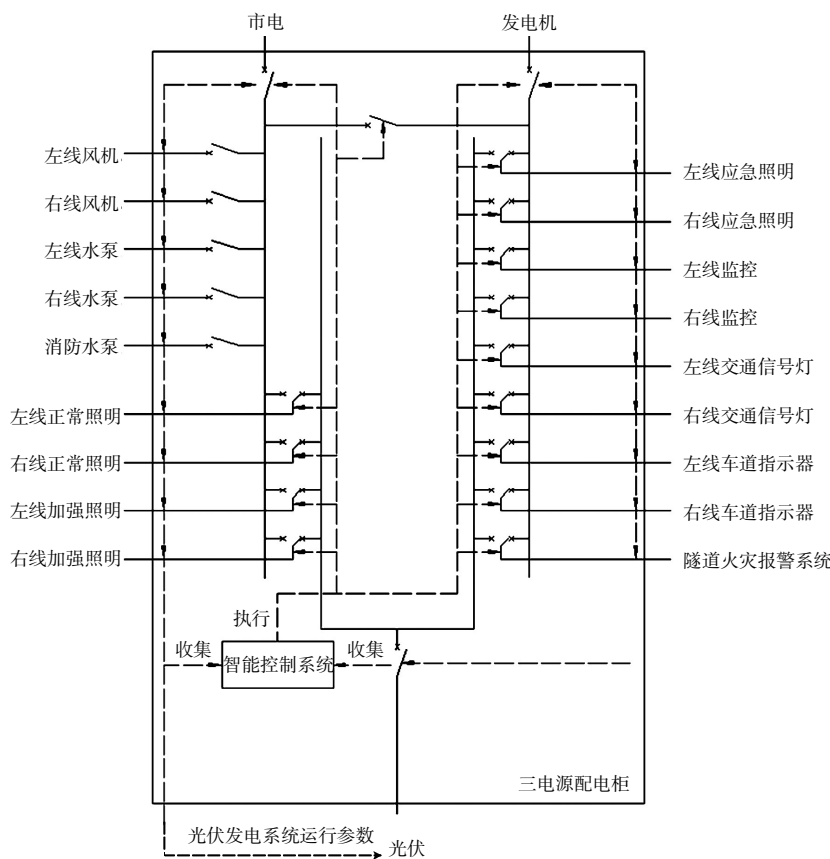 市电
发电机
左线风机
右线风机
左线水泵
右线水泵
消防水泵
左线正常照明
右线正常照明
左线加强照明
右线加强照明
左线应急照明
右线应急照明
左线监控
右线监控
左线交通信号灯
右线交通信号灯
左线车道指示器
右线车道指示器
隧道火灾报警系统
执行
收集
智能控制系统
收集
三电源配电柜
光伏发电系统运行参数
光伏